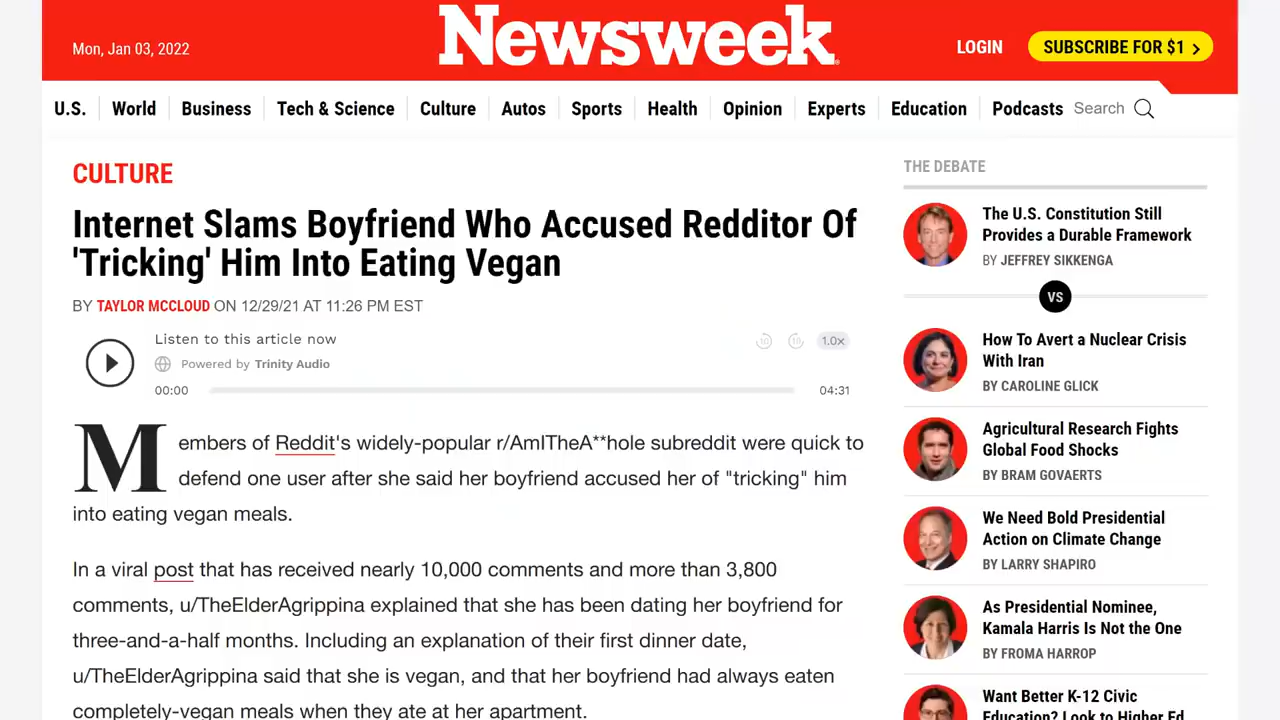 Mon, Jan 03, 2022
Newsweek
LOGIN
SUBSCRIBE FOR $1 >
U.S.
World
Business
Tech & Science
Culture
Autos
Sports
Health
Opinion
Experts
Education
Podcasts
Search
CULTURE
Internet Slams Boyfriend Who Accused Redditor Of
'Tricking' Him Into Eating Vegan
BY TAYLOR MCCLOUD ON 12/29/21 AT 11:26 PM EST
Listen to this article now
10
10
1.0x
Powered by Trinity Audio
00:00
04:31
Members of Reddit's widely-popular r/AmITheA**hole subreddit were quick to
defend one user after she said her boyfriend accused her of "tricking" him
into eating vegan meals.
In a viral post that has received nearly 10,000 comments and more than 3,800
comments, u/TheElderAgrippina explained that she has been dating her boyfriend for
three-and-a-half months. Including an explanation of their first dinner date,
u/TheElderAgrippina said that she is vegan, and that her boyfriend had always eaten
completely-vegan meals when they ate at her apartment.
THE DEBATE
The U.S. Constitution Still
Provides a Durable Framework
BY JEFFREY SIKKENGA
VS
How To Avert a Nuclear Crisis
With Iran
BY CAROLINE GLICK
Agricultural Research Fights
Global Food Shocks
BY BRAM GOVAERTS
We Need Bold Presidential
Action on Climate Change
BY LARRY SHAPIRO
As Presidential Nominee,
Kamala Harris Is Not the One
BY FROMA HARROP
Want Better K-12 Civic
Education? Look to Higher Ed